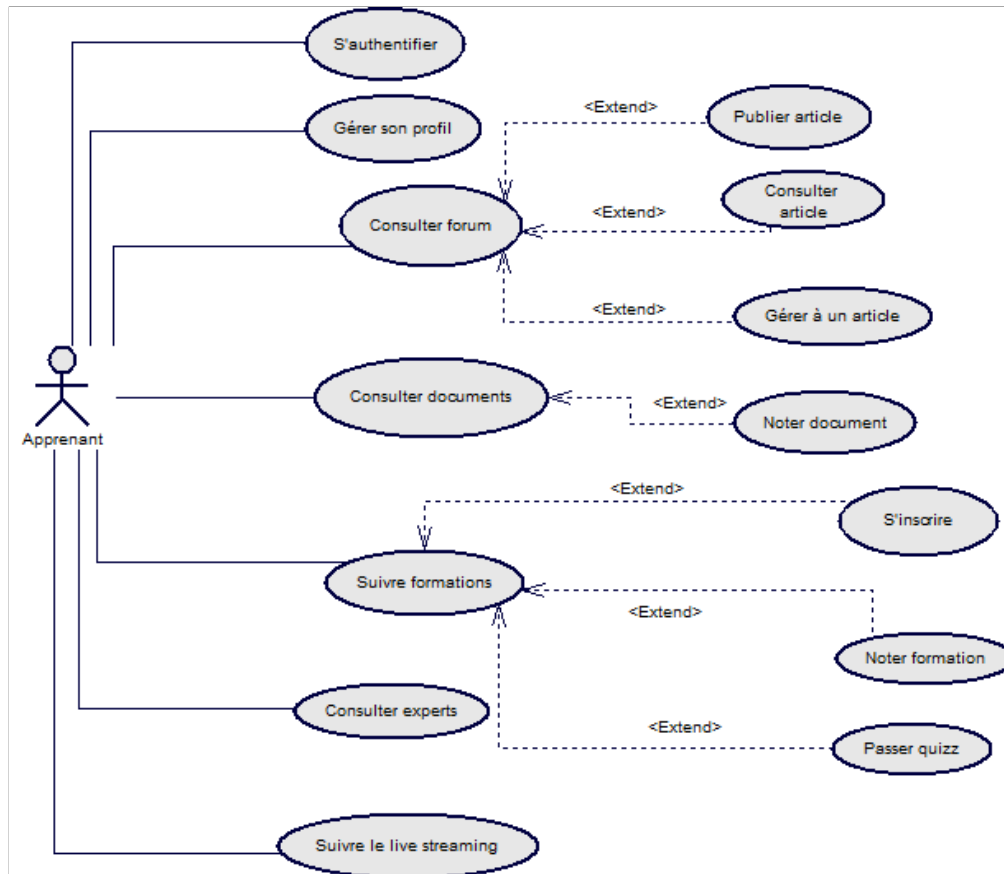 S'authentifier
Gérer son profil
<Extend>
Publier article
Consulter forum
<Extend>
Consulter
article
<Extend>
Gérer à un article
Apprenant
Consulter documents
<Extend>
Noter document
<Extend>
S'inscrire
Suivre formations
<Extend>
Noter formation
Consulter experts
<Extend>
Passer quizz
Suivre le live streaming